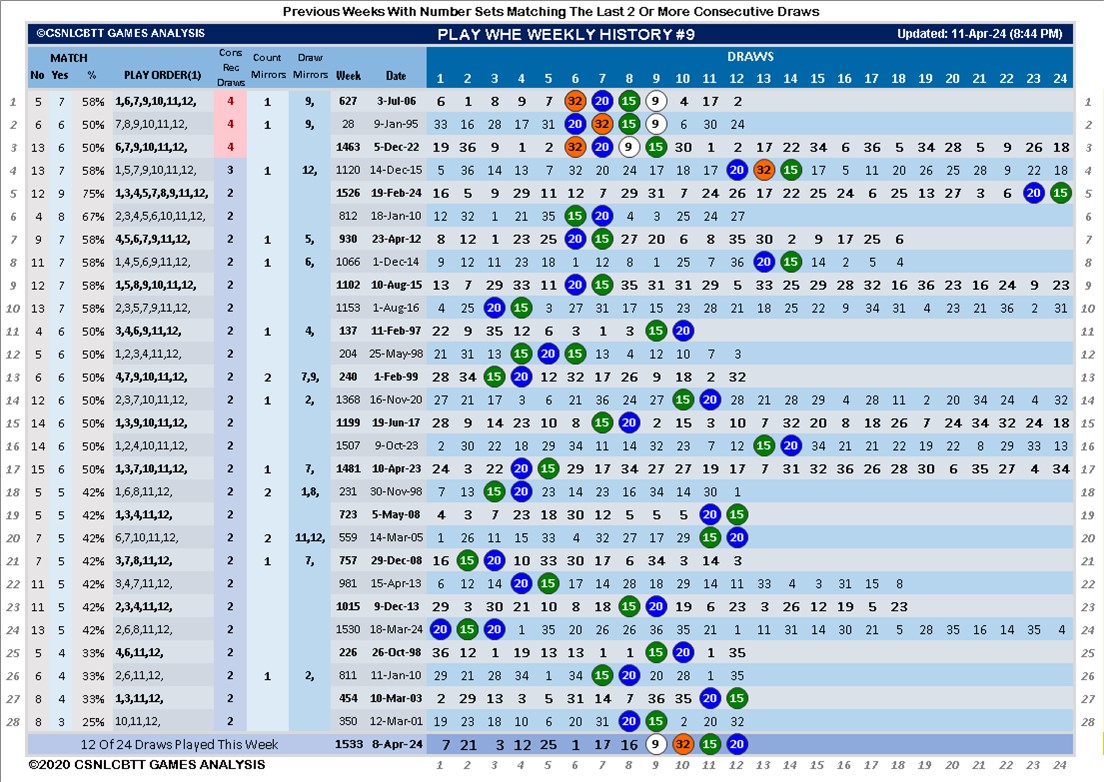 Previous Weeks With Number Sets Matching The Last 2 Or More Consecutive Draws
©CSNLCBTT GAMES ANALYSIS PLAY WHE WEEKLY HISTORY #9 Updated: 11-Apr-24 (8:44 PM)
MATCH Cons Rec Draws Count Mirrors Draw Mirrors DRAWS
No Yes % PLAY ORDER(1) Week Date 1 2 3 4 5 6 7 8 9 10 11 12 13 14 15 16 17 18 19 20 21 22 23 24
1 5 7 58% 1,6,7,9,10,11,12, 4 1 9, 627 3-Jul-06 6 1 8 9 7 32 20 15 9 4 17 2 1
2 6 6 50% 7,8,9,10,11,12, 4 1 9, 28 9-Jan-95 33 16 28 17 31 20 32 15 9 6 30 24 2
3 13 6 50% 6,7,9,10,11,12, 4 1463 5-Dec-22 19 36 9 1 2 32 20 9 15 30 1 2 17 22 34 6 36 5 34 28 5 9 26 18 3
4 13 7 58% 1,5,7,9,10,11,12, 3 1 12, 1120 14-Dec-15 5 36 14 13 7 32 20 24 17 18 11 20 32 15 17 5 11 20 26 25 28 9 22 18 4
5 12 9 75% 1,3,4,5,7,8,9,11,12, 2 1526 19-Feb-24 16 5 9 29 11 12 7 29 31 7 24 26 17 22 25 24 6 25 13 27 3 6 20 15 5
6 4 8 67% 2,3,4,5,6,10,11,12, 2 812 18-Jan-10 12 32 1 21 35 15 20 4 3 25 24 27 6
7 9 7 58% 4,5,6,7,9,11,12, 2 1 5, 930 23-Apr-12 8 12 1 23 25 20 15 27 20 6 8 35 30 2 9 17 25 6 7
8 11 7 58% 1,4,5,6,9,11,12, 2 1 6, 1066 1-Dec-14 9 12 11 23 18 1 12 8 1 25 7 36 20 15 14 2 5 4 8
9 12 7 58% 1,5,8,9,10,11,12, 2 1102 10-Aug-15 13 7 29 33 11 20 15 35 31 31 29 5 33 25 29 28 32 16 36 23 16 24 9 23 9
10 13 7 58% 2,3,5,7,9,11,12, 2 1153 1-Aug-16 4 25 20 15 3 27 31 17 17 15 23 28 21 18 25 22 9 34 31 4 23 36 2 31 10
11 4 6 50% 3,4,6,9,11,12, 2 1 4, 137 11-Feb-97 22 9 35 12 6 3 1 3 15 20 11
12 5 6 50% 1,2,3,4,11,12, 2 204 25-May-98 21 31 13 15 20 15 13 4 12 10 7 3 12
13 6 6 50% 4,7,9,10,11,12, 2 2 7,9, 240 1-Feb-99 28 34 15 20 12 32 17 26 9 18 2 32 13
14 12 6 50% 2,3,7,10,11,12, 2 1 2, 1368 16-Nov-20 27 21 17 3 6 21 36 24 27 15 20 28 21 28 29 4 28 11 2 20 34 24 4 32 14
15 14 6 50% 1,3,9,10,11,12, 2 1199 19-Jun-17 28 9 14 23 10 8 15 20 2 15 3 10 7 32 20 8 18 26 7 24 34 32 24 18 15
16 14 6 50% 1,2,4,10,11,12, 2 1507 9-Oct-23 2 30 22 18 29 34 11 14 32 23 7 12 15 20 34 21 21 22 19 22 8 29 33 13 16
17 15 6 50% 1,3,7,10,11,12, 2 1 7, 1481 10-Apr-23 24 3 22 20 15 29 17 34 27 27 19 17 7 31 32 36 26 28 30 6 35 27 4 34 17
18 5 5 42% 1,6,8,11,12, 2 2 1,8, 231 30-Nov-98 7 13 15 20 23 14 23 16 34 14 30 1 18
19 5 5 42% 1,3,4,11,12, 2 723 5-May-08 4 3 7 23 18 30 12 5 5 5 20 15 19
20 7 5 42% 6,7,10,11,12, 2 2 11,12, 559 14-Mar-05 1 26 11 15 33 4 32 27 17 29 15 20 20
21 7 5 42% 3,7,8,11,12, 2 1 7, 757 29-Dec-08 16 15 20 10 33 30 17 6 34 3 14 3 21
22 11 5 42% 3,4,7,11,12, 2 981 15-Apr-13 6 12 14 20 15 17 14 28 18 29 14 11 33 4 3 31 15 8 22
23 11 5 42% 2,3,4,11,12, 2 1015 9-Dec-13 29 3 30 21 10 8 18 15 20 19 6 23 3 26 12 19 5 23 23
24 13 5 42% 2,6,8,11,12, 2 1530 18-Mar-24 20 15 20 1 35 20 26 26 36 35 21 1 11 31 14 30 21 5 28 35 16 14 35 4 24
25 5 4 33% 4,6,11,12, 2 226 26-Oct-98 36 12 1 19 13 13 1 1 15 20 1 35 25
26 6 4 33% 2,6,11,12, 2 1 2, 811 11-Jan-10 29 21 28 34 1 34 15 20 20 28 1 35 26
27 8 4 33% 1,3,11,12, 2 454 10-Mar-03 2 29 13 3 5 31 14 7 36 35 20 15 27
28 8 3 25% 10,11,12, 2 350 12-Mar-01 19 23 18 10 6 20 31 20 15 2 20 32 28
12 Of 24 Draws Played This Week 1533 8-Apr-24 7 21 3 12 25 1 17 16 9 32 15 20
©2020 CSNLCBTT GAMES ANALYSIS 1 2 3 4 5 6 7 8 9 10 11 12 13 14 15 16 17 18 19 20 21 22 23 24